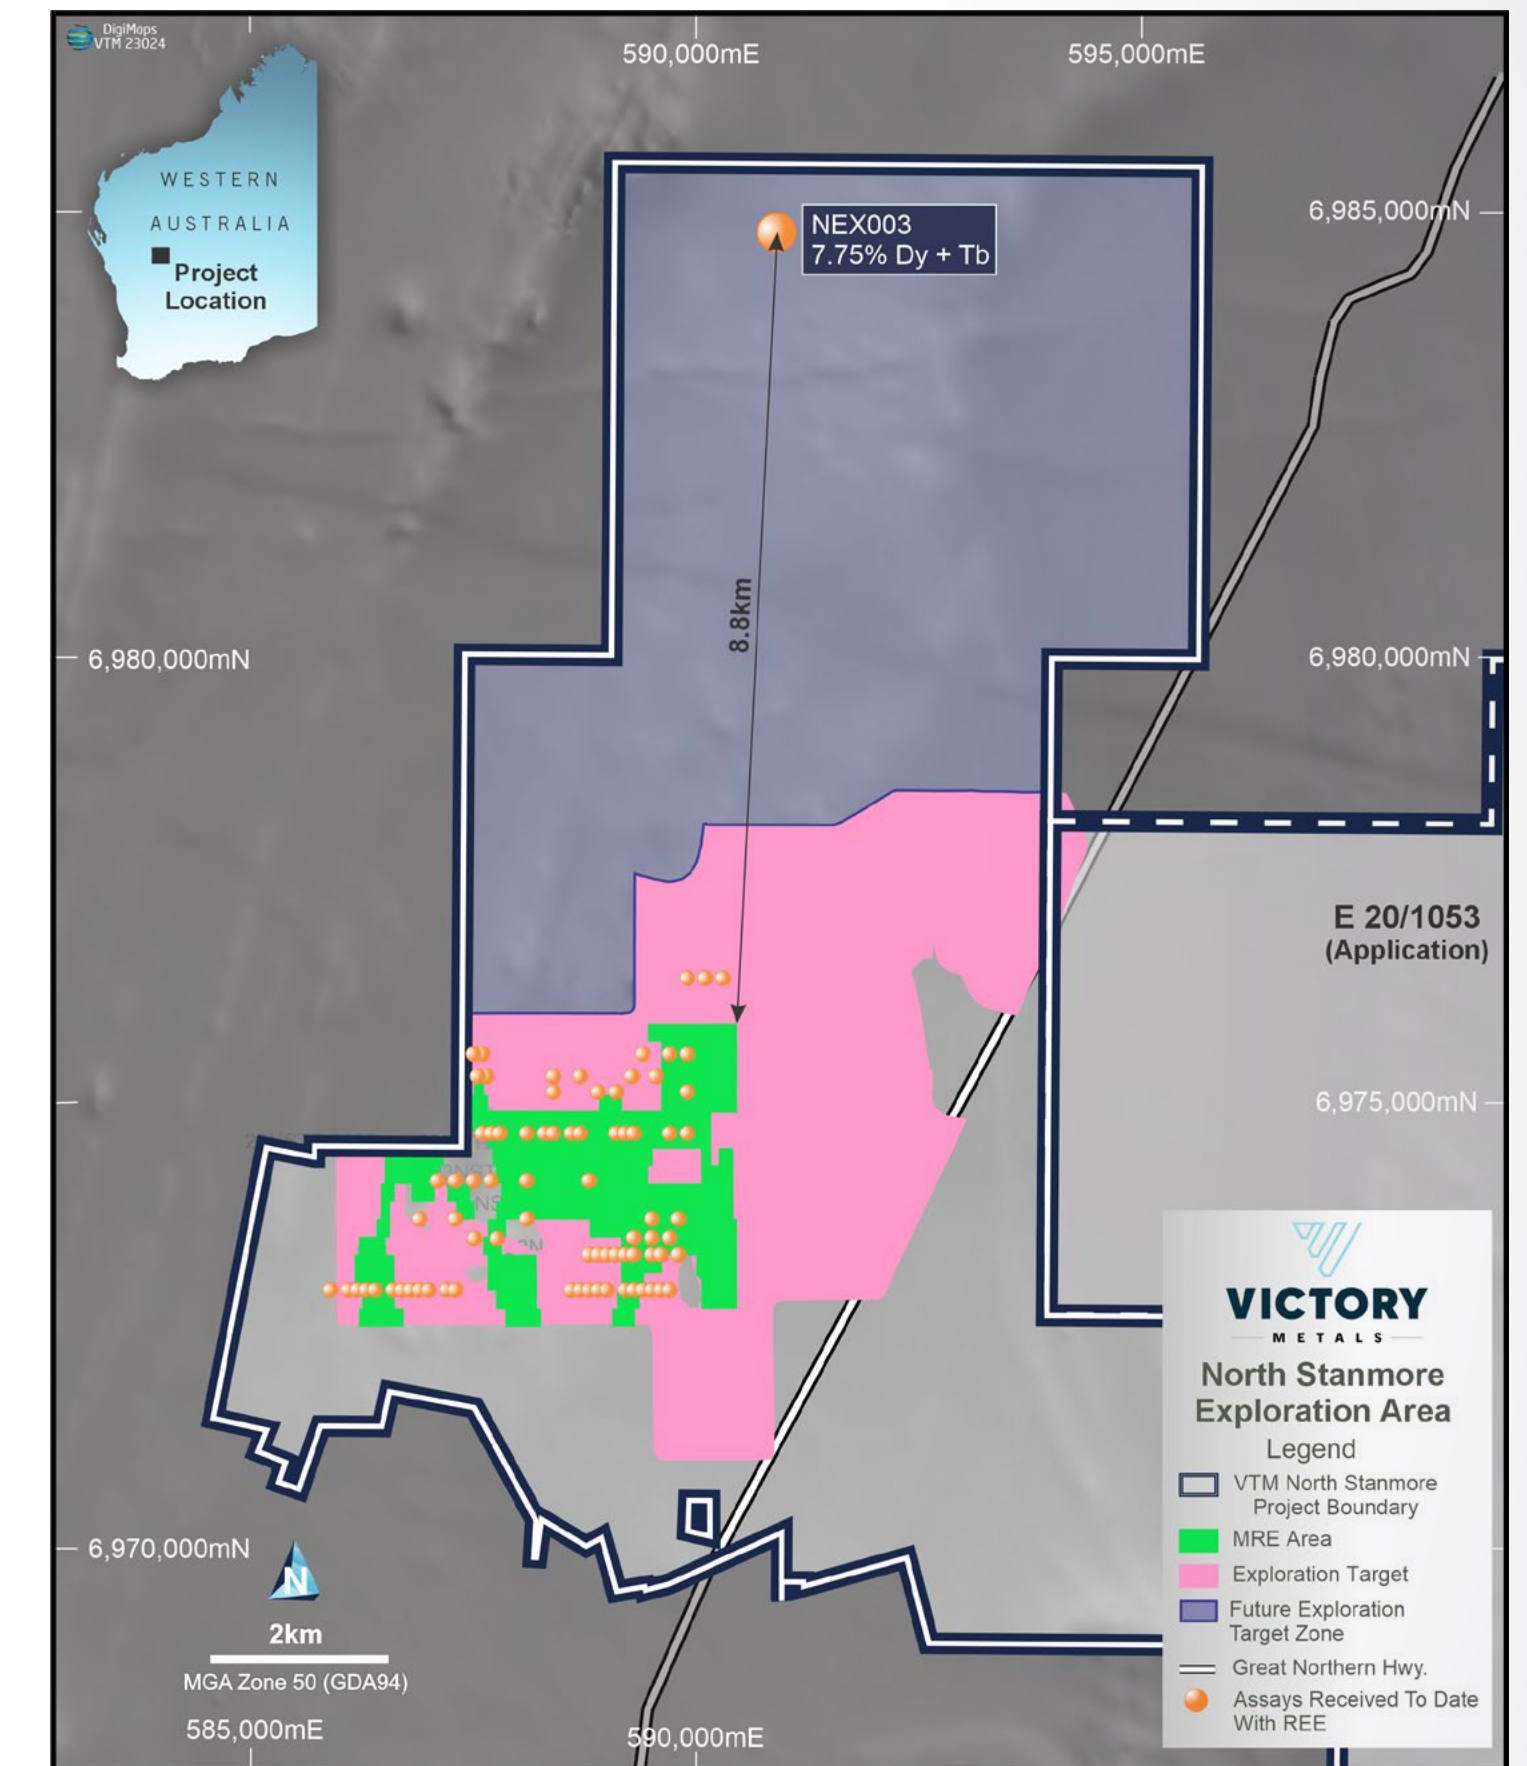 DigiMaps
VTM 23024
590,000mE
595,000mE
WESTERN
AUSTRALIA
Project
Location
NEX003
7.75% Dy + Tb
6,985,000mN
8.8km
6,980,000mN
6,980,000mN
E 20/1053
(Application)
6,975,000mN
VICTORY
METALS
North Stanmore
Exploration Area
Legend
VTM North Stanmore
Project Boundary
MRE Area
Exploration Target
Future Exploration
Target Zone
Great Northern Hwy.
Assays Received To Date
With REE
6,970,000mN
N
2km
MGA Zone 50 (GDA94)
585,000mE
590,000mE